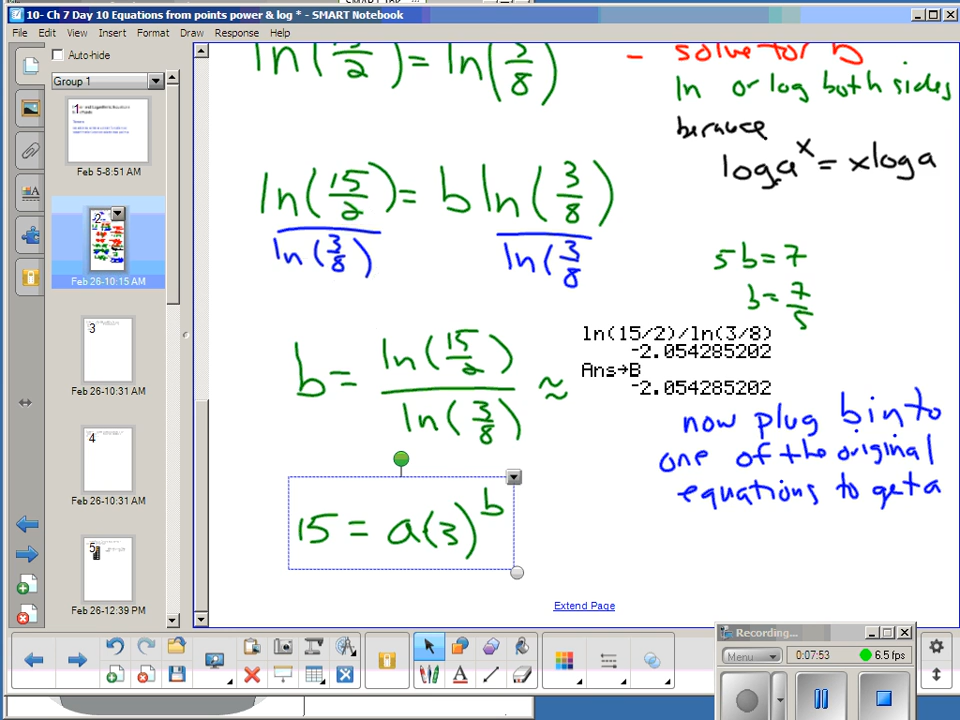 SMART Ink
10- Ch 7 Day 10 Equations from points power & log * - SMART Notebook
File Edit View Insert Format Draw Response Help
Auto-hide
Group 1
1
Feb 5-8:51 AM
2
Feb 26-10:15 AM
3
Feb 26-10:31 AM
4
Feb 26-10:31 AM
5
Feb 26-12:39 PM
ln(15/2) = ln(3/8)
- solve for b
ln or log both sides
because
log a^x = x log a
ln(15/2) = b ln(3/8)
ln(3/8) ln(3/8
5b = 7
b = 7/5
b = ln(15/2) / ln(3/8) ≈
ln(15/2)/ln(3/8)
-2.054285202
Ans→B
-2.054285202
now plug b into
one of the original
equations to get a
15 = a(3)^b
Extend Page
Recording...
Menu
0:07:53
6.5 fps